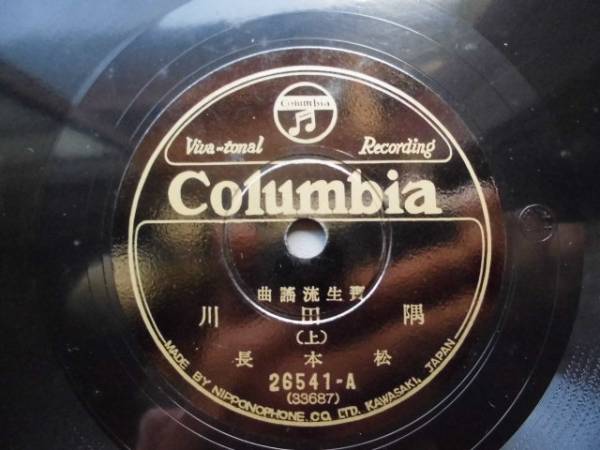 Columbia
Viva-tonal Recording
Columbia
寶生流謠曲
隅田川
(上)
松本長
26541-A
(33687)
MADE BY NIPPONOPHONE.CO. LTD. KAWASAKI, JAPAN